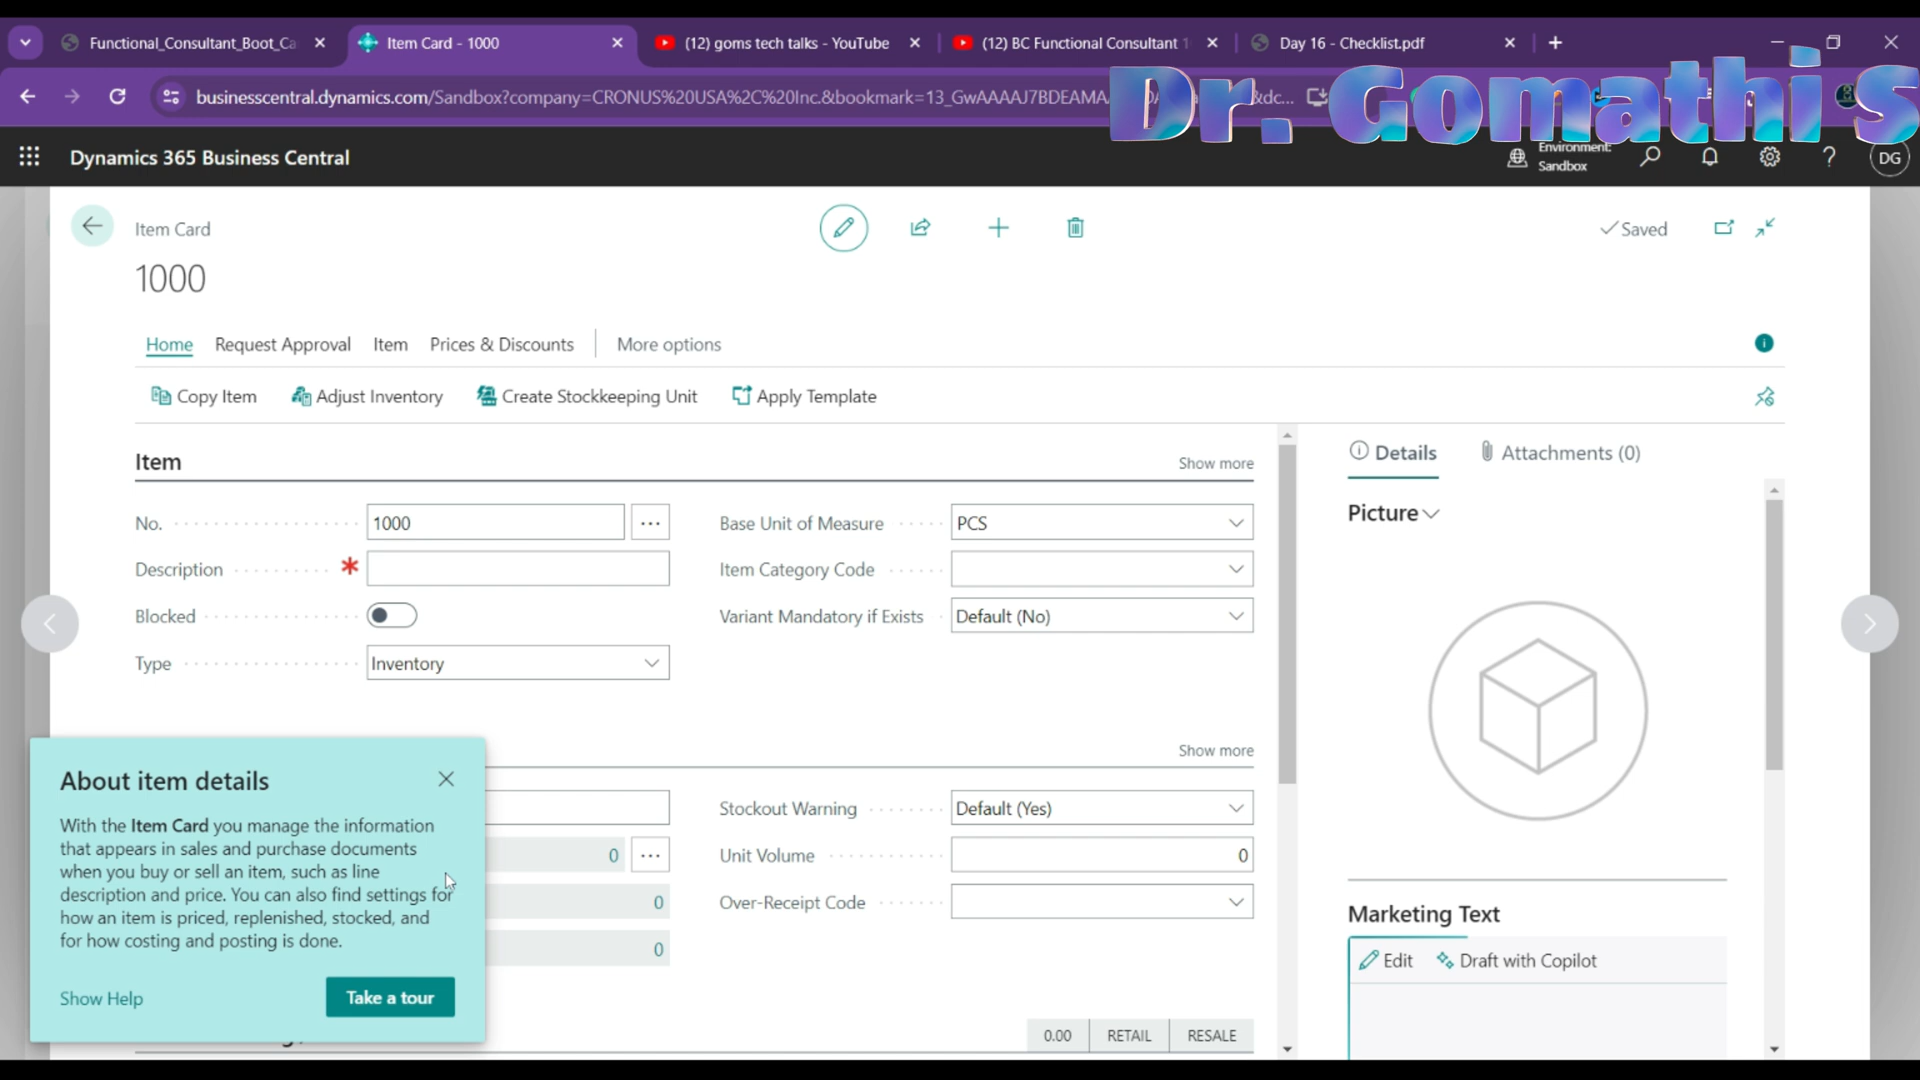 Functional_Consultant_Boot_Ca
Item Card - 1000
(12) goms tech talks - YouTube
(12) BC Functional Consultant 1
Day 16 - Checklist.pdf
businesscentral.dynamics.com/Sandbox?company=CRONUS%20USA%2C%20Inc.&bookmark=13_GwAAAAJ7BDEAMA
Dr. Gomathi S
Dynamics 365 Business Central
Environment:
Sandbox
DG
Item Card
Saved
1000
Home
Request Approval
Item
Prices & Discounts
More options
Copy Item
Adjust Inventory
Create Stockkeeping Unit
Apply Template
Item
Show more
Details
Attachments (0)
No.
1000
Base Unit of Measure
PCS
Picture
Description
Item Category Code
Blocked
Variant Mandatory if Exists
Default (No)
Type
Inventory
Show more
About item details
With the Item Card you manage the information
that appears in sales and purchase documents
when you buy or sell an item, such as line
description and price. You can also find settings for
how an item is priced, replenished, stocked, and
for how costing and posting is done.
Show Help
Take a tour
Stockout Warning
Default (Yes)
0
Unit Volume
0
0
Over-Receipt Code
0
Marketing Text
Edit
Draft with Copilot
0.00
RETAIL
RESALE